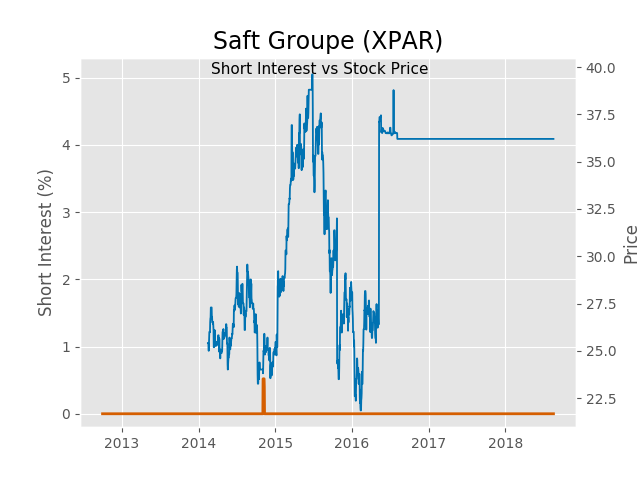 Saft Groupe (XPAR)
Short Interest vs Stock Price
Short Interest (%)
5
4
3
2
1
0
40.0
37.5
35.0
32.5
30.0
27.5
25.0
22.5
Price
2013 2014 2015 2016 2017 2018